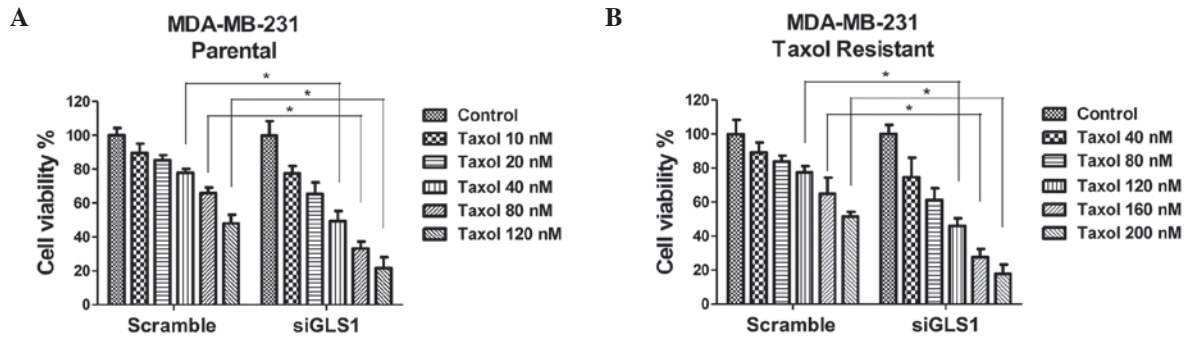 A
MDA-MB-231
Parental
*
*
*
Cell viability %
120
100
80
60
40
20
0
Scramble
siGLS1
Control
Taxol 10 nM
Taxol 20 nM
Taxol 40 nM
Taxol 80 nM
Taxol 120 nM
B
MDA-MB-231
Taxol Resistant
*
*
*
Cell viability %
120
100
80
60
40
20
0
Scramble
siGLS1
Control
Taxol 40 nM
Taxol 80 nM
Taxol 120 nM
Taxol 160 nM
Taxol 200 nM